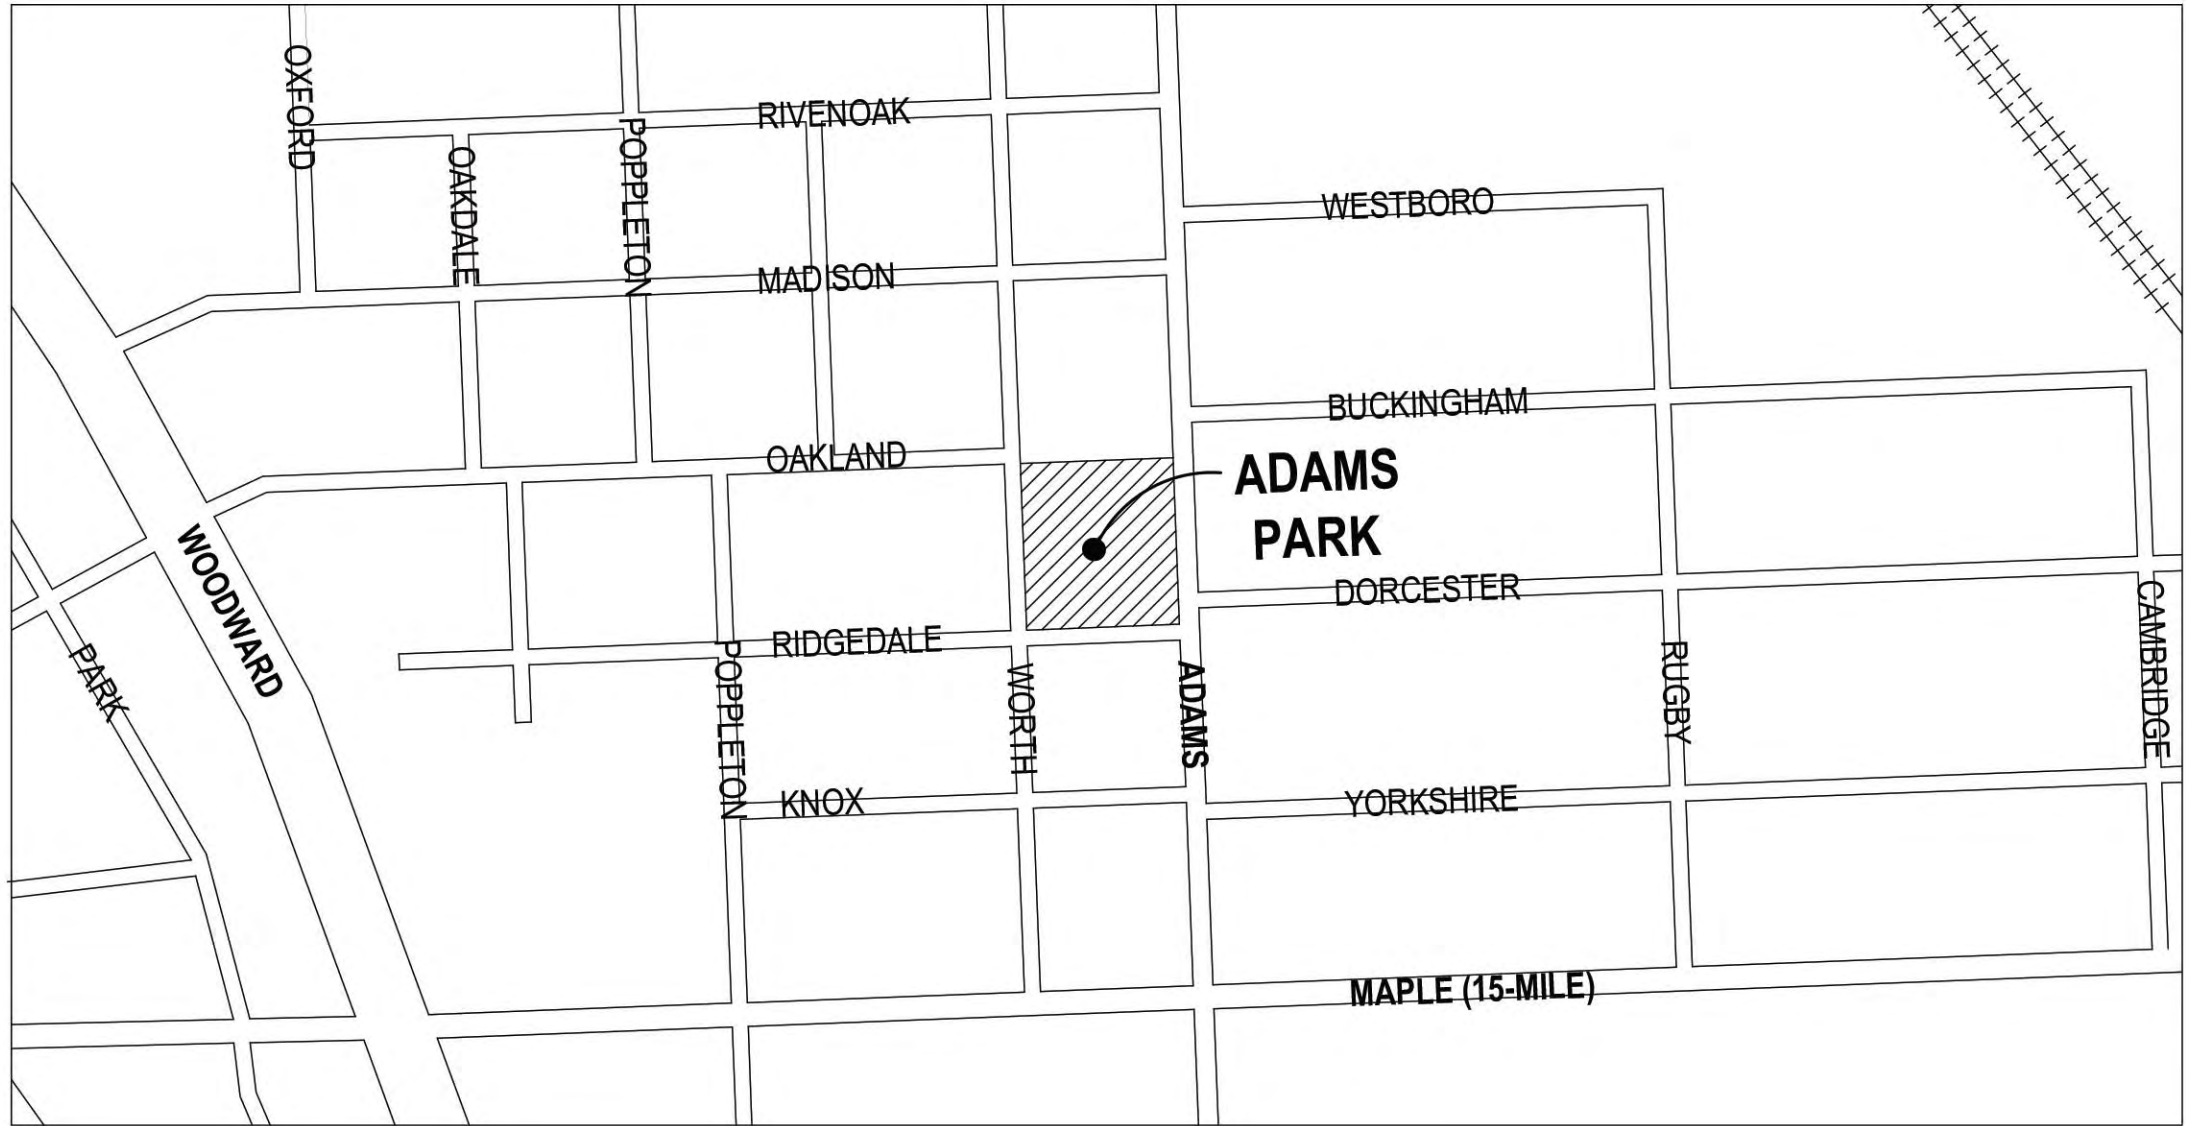 OXFORD
RIVENOAK
OAKDALE
POPPLETON
WESTBORO
MADISON
BUCKINGHAM
OAKLAND
ADAMS
PARK
WOODWARD
DORCESTER
CAMBRIDGE
RIDGEDALE
PARK
POPPLETON
WORTH
ADAMS
RUGBY
KNOX
YORKSHIRE
MAPLE (15-MILE)